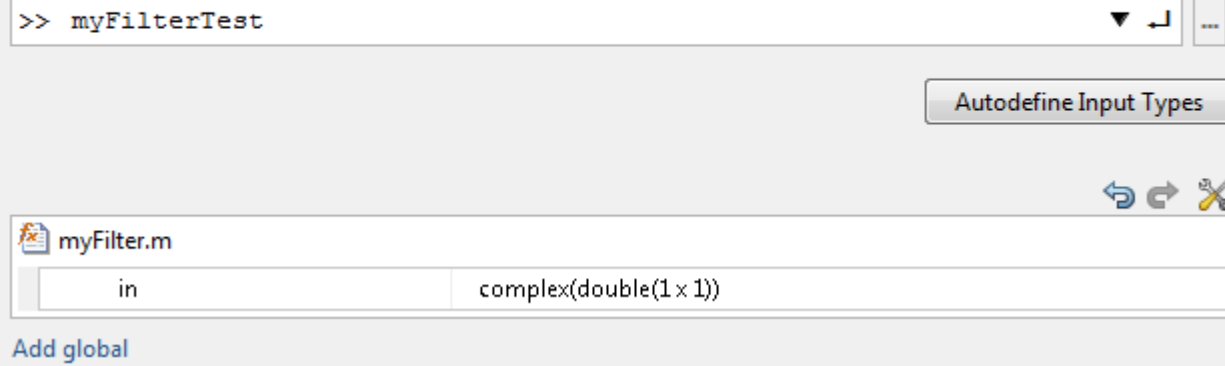 >> myFilterTest
...
Autodefine Input Types
myFilter.m
in complex(double(1 x 1))
Add global